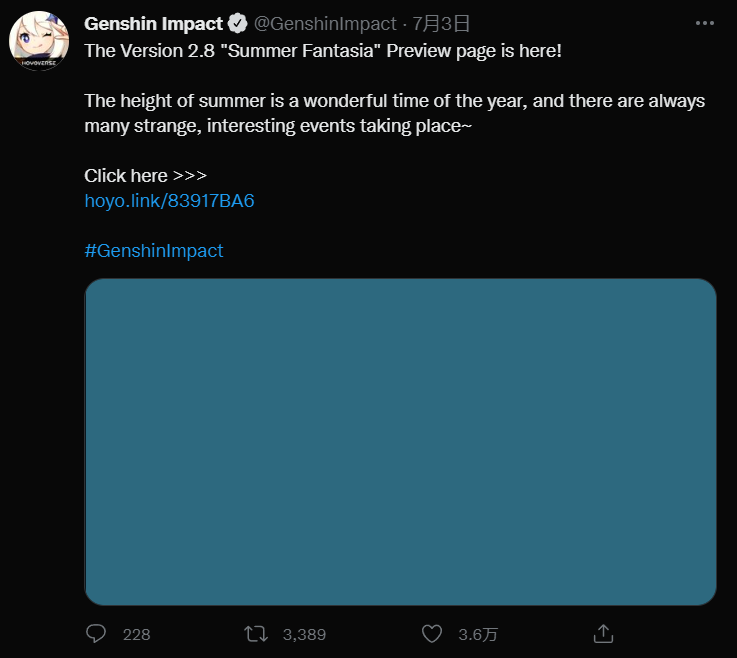 Genshin Impact @GenshinImpact · 7月3日
The Version 2.8 "Summer Fantasia" Preview page is here!
The height of summer is a wonderful time of the year, and there are always
many strange, interesting events taking place~
Click here >>>
hoyo.link/83917BA6
#GenshinImpact
228 3,389 3.6万
HOYOVERSE